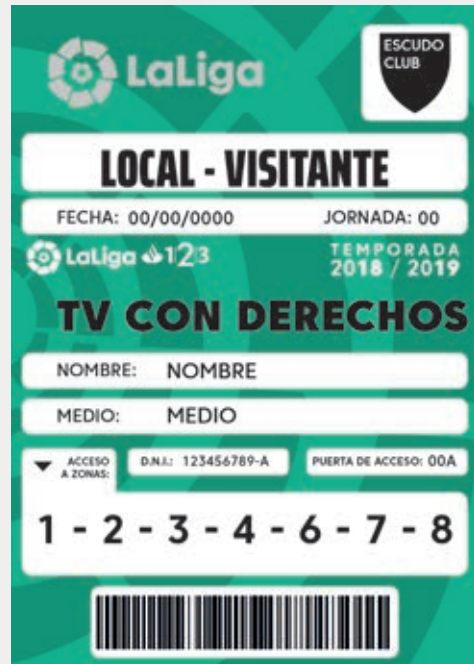 LaLiga
ESCUDO
CLUB
LOCAL - VISITANTE
FECHA: 00/00/0000 JORNADA: 00
LaLiga 123
TEMPORADA
2018 / 2019
TV CON DERECHOS
NOMBRE: NOMBRE
MEDIO: MEDIO
ACCESO
A ZONAS:
D.N.I.: 123456789-A
PUERTA DE ACCESO: 00A
1 - 2 - 3 - 4 - 6 - 7 - 8